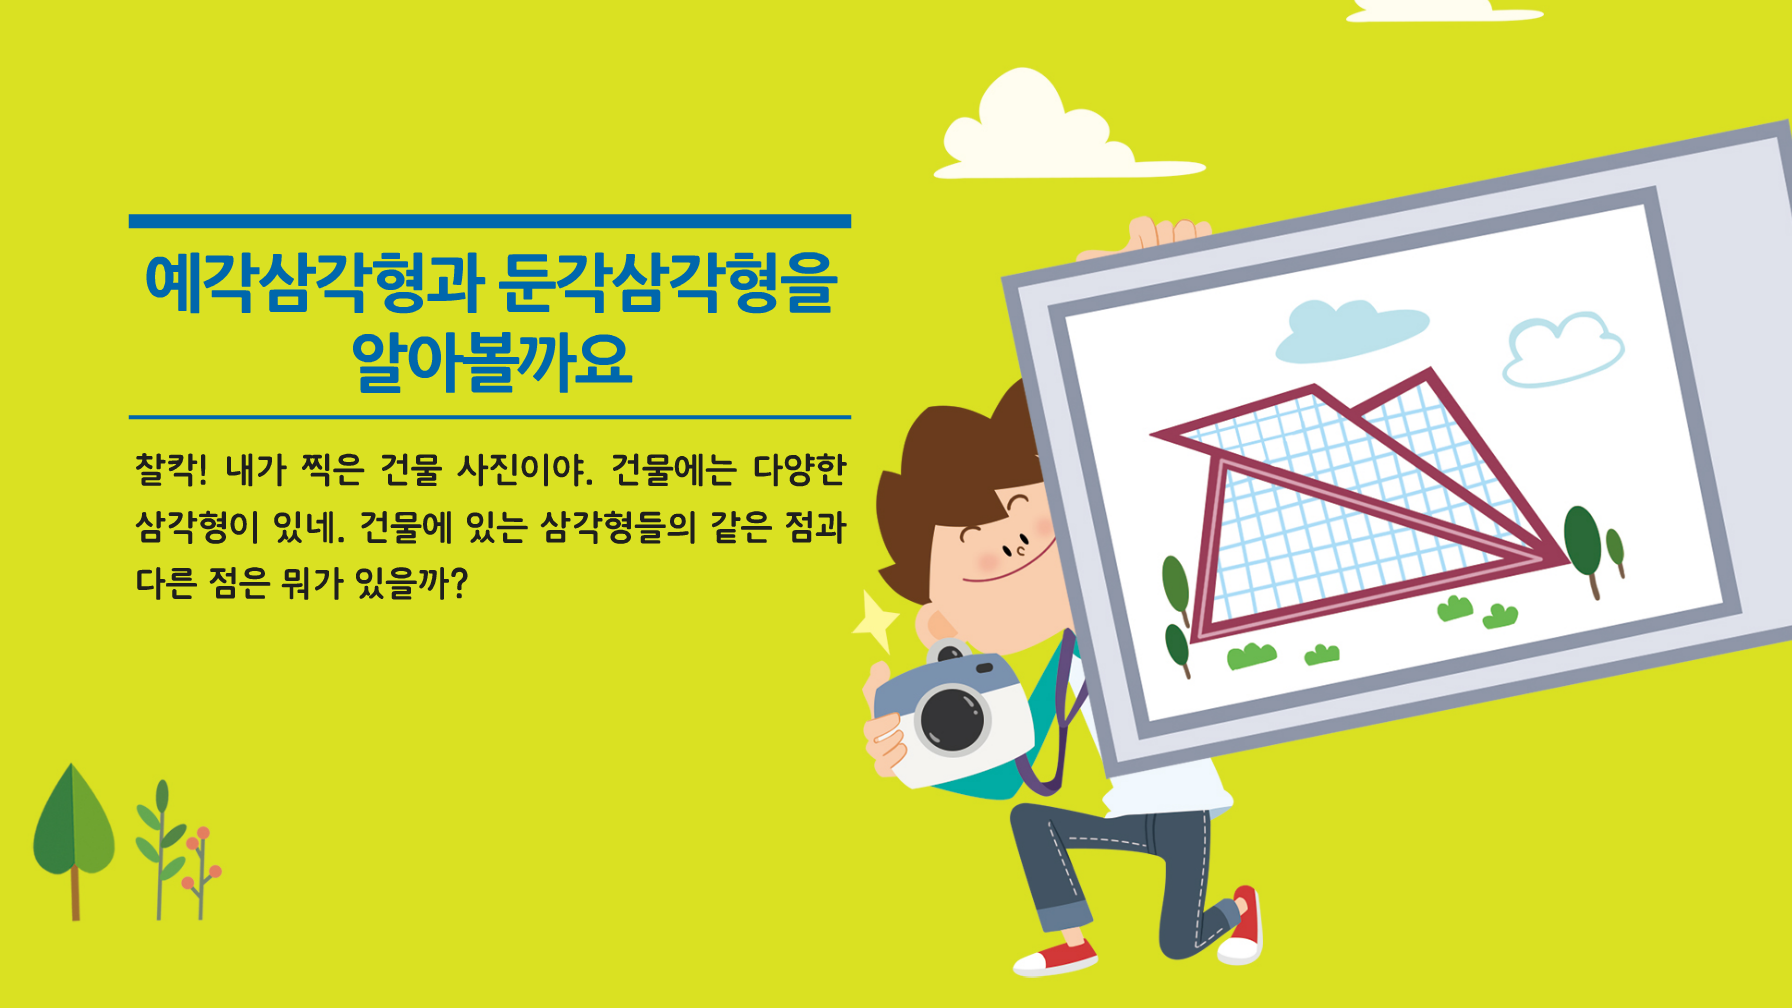 예각삼각형과 둔각삼각형을
알아볼까요
찰칵! 내가 찍은 건물 사진이야. 건물에는 다양한
삼각형이 있네. 건물에 있는 삼각형들의 같은 점과
다른 점은 뭐가 있을까?